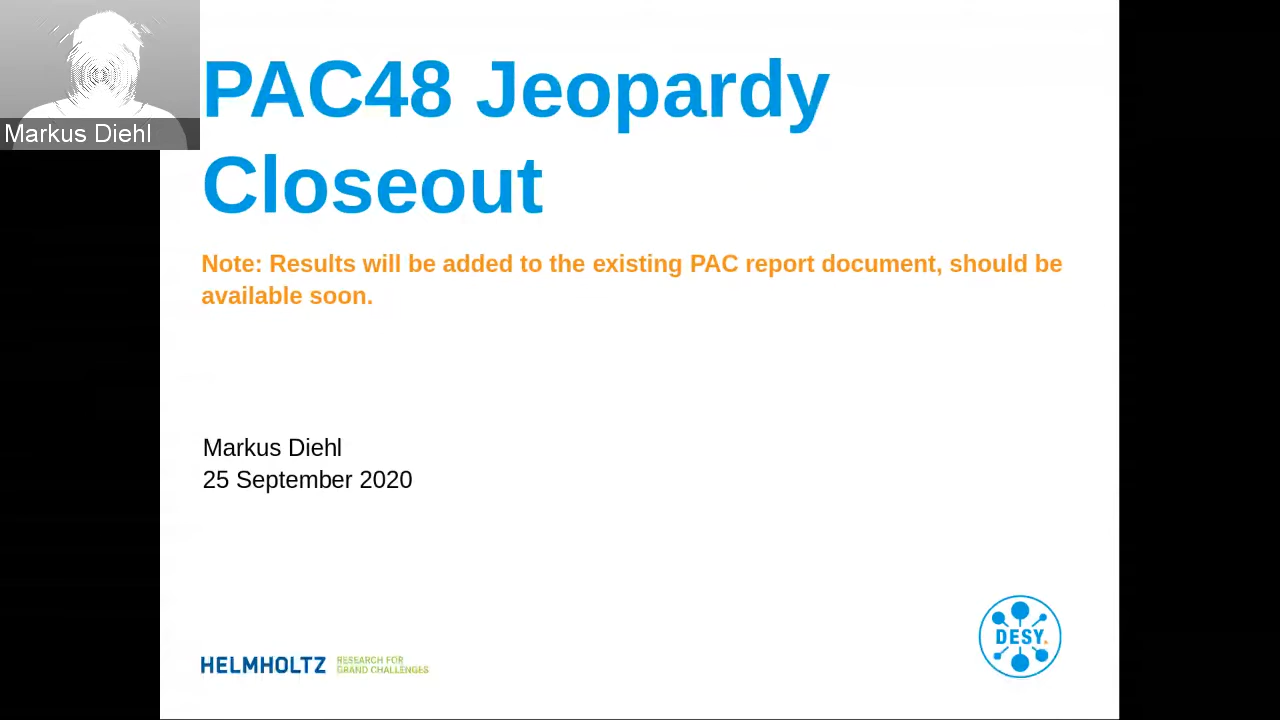 Markus Diehl
PAC48 Jeopardy
Closeout
Note: Results will be added to the existing PAC report document, should be
available soon.
Markus Diehl
25 September 2020
HELMHOLTZ
RESEARCH FOR
GRAND CHALLENGES
DESY.